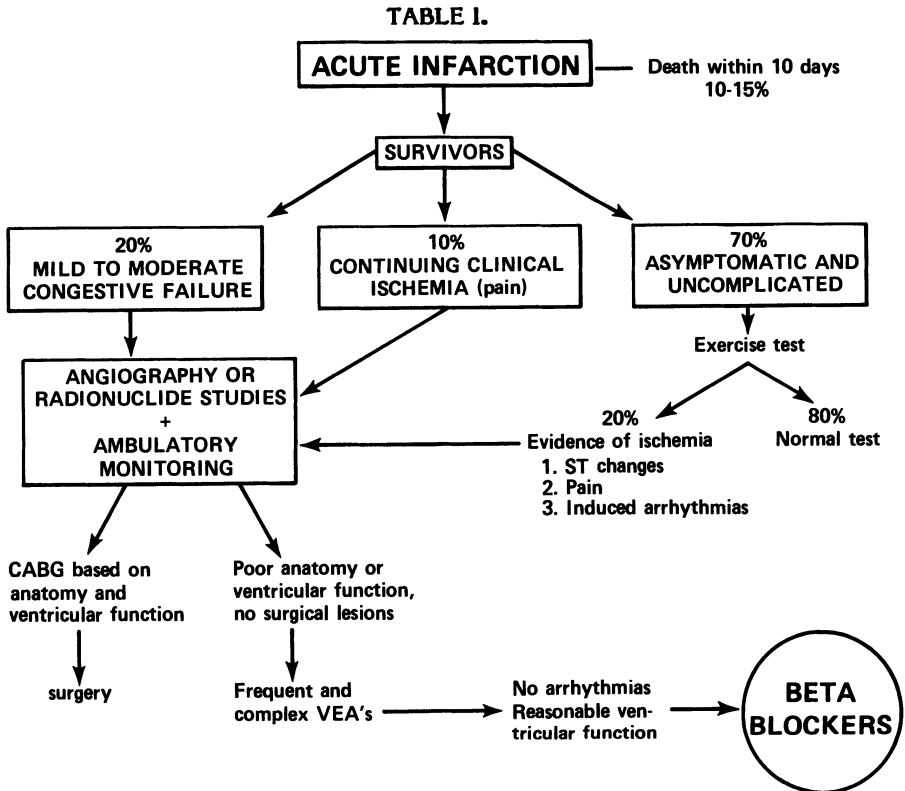 TABLE 1.
ACUTE INFARCTION
Death within 10 days
10-15%
SURVIVORS
20%
MILD TO MODERATE
CONGESTIVE FAILURE
10%
CONTINUING CLINICAL
ISCHEMIA (pain)
70%
ASYMPTOMATIC AND
UNCOMPLICATED
Exercise test
ANGIOGRAPHY OR
RADIONUCLIDE STUDIES
+
AMBULATORY
MONITORING
20%
Evidence of ischemia
1. ST changes
2. Pain
3. Induced arrhythmias
80%
Normal test
CABG based on
anatomy and
ventricular function
surgery
Poor anatomy or
ventricular function,
no surgical lesions
Frequent and
complex VEA's
No arrhythmias
Reasonable ven-
tricular function
BETA
BLOCKERS